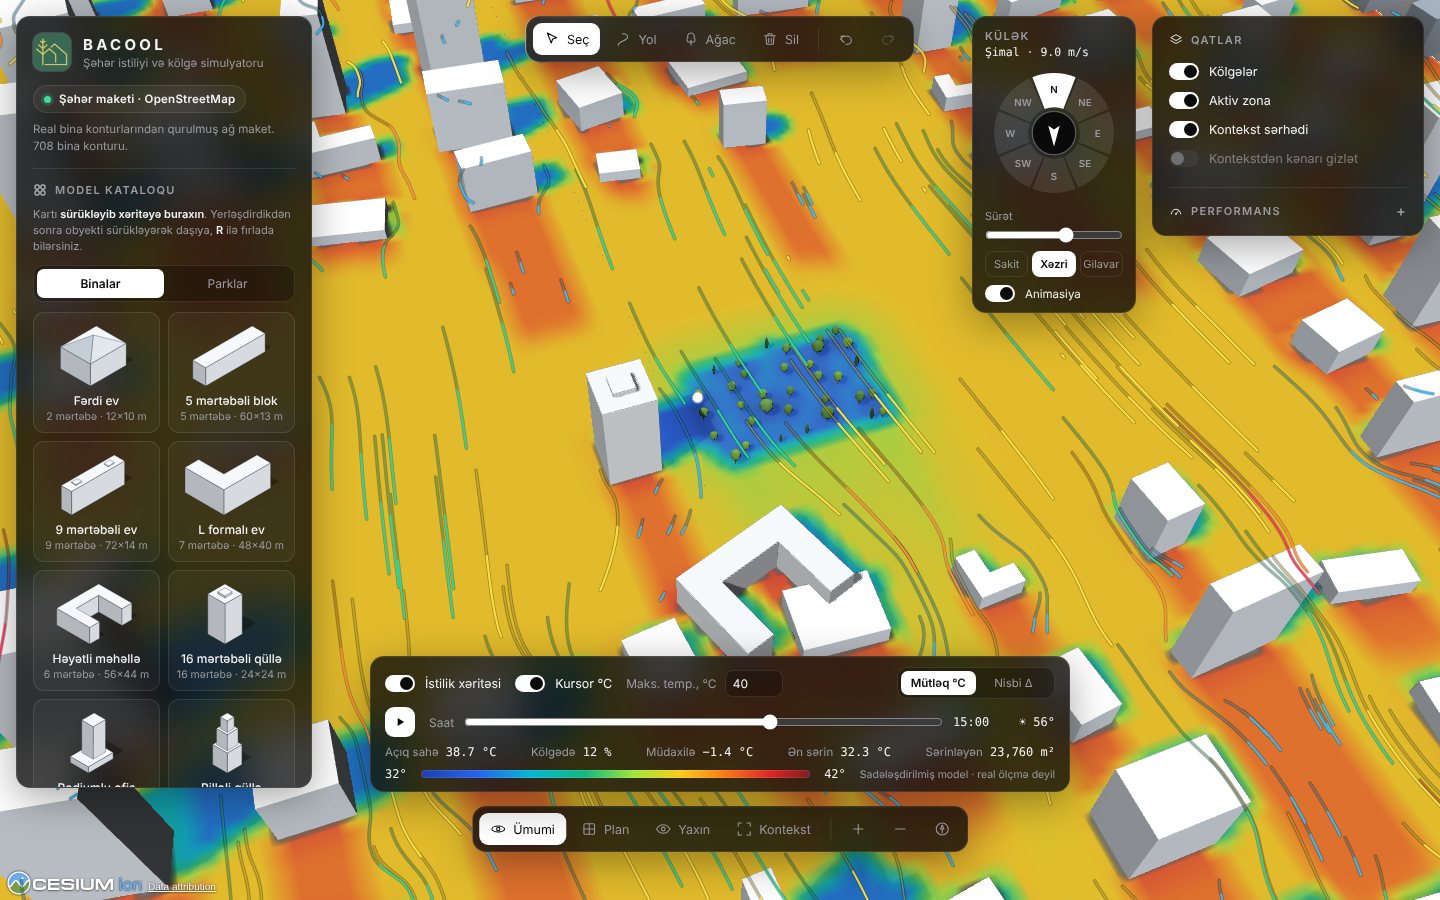 BACOOL
Şəhər istiliyi və kölgə simulyatoru
Şəhər maketi · OpenStreetMap
Real bina konturlarından qurulmuş ağ maket.
708 bina konturu.
MODEL KATALOQU
Kartı sürükləyib xəritəyə buraxın. Yerləşdirdikdən
sonra obyekti sürükləyərək daşıya, R ilə fırlada
bilərsiniz.
Binalar
Parklar
Fərdi ev
2 mərtəbə · 12×10 m
5 mərtəbəli blok
5 mərtəbə · 60×13 m
9 mərtəbəli ev
9 mərtəbə · 72×14 m
L formalı ev
7 mərtəbə · 48×40 m
Həyətli məhəllə
6 mərtəbə · 56×44 m
16 mərtəbəli qüllə
16 mərtəbə · 24×24 m
CESIUM ion
Data attribution
Seç
Yol
Ağac
Sil
KÜLƏK
Şimal · 9.0 m/s
N
NE
E
SE
S
SW
W
NW
Sürət
Sakit
Xəzri
Gilavar
Animasiya
QATLAR
Kölgələr
Aktiv zona
Kontekst sərhədi
Kontekstdən kənarı gizlət
PERFORMANS +
İstilik xəritəsi
Kursor °C
Maks. temp., °C 40
Mütləq °C
Nisbi Δ
Saat
15:00
☀ 56°
Açıq sahə 38.7 °C
Kölgədə 12 %
Müdaxilə −1.4 °C
Ən sərin 32.3 °C
Sərinləyən 23,760 m²
32°
42°
Sadələşdirilmiş model · real ölçmə deyil
Ümumi
Plan
Yaxın
Kontekst
+
−